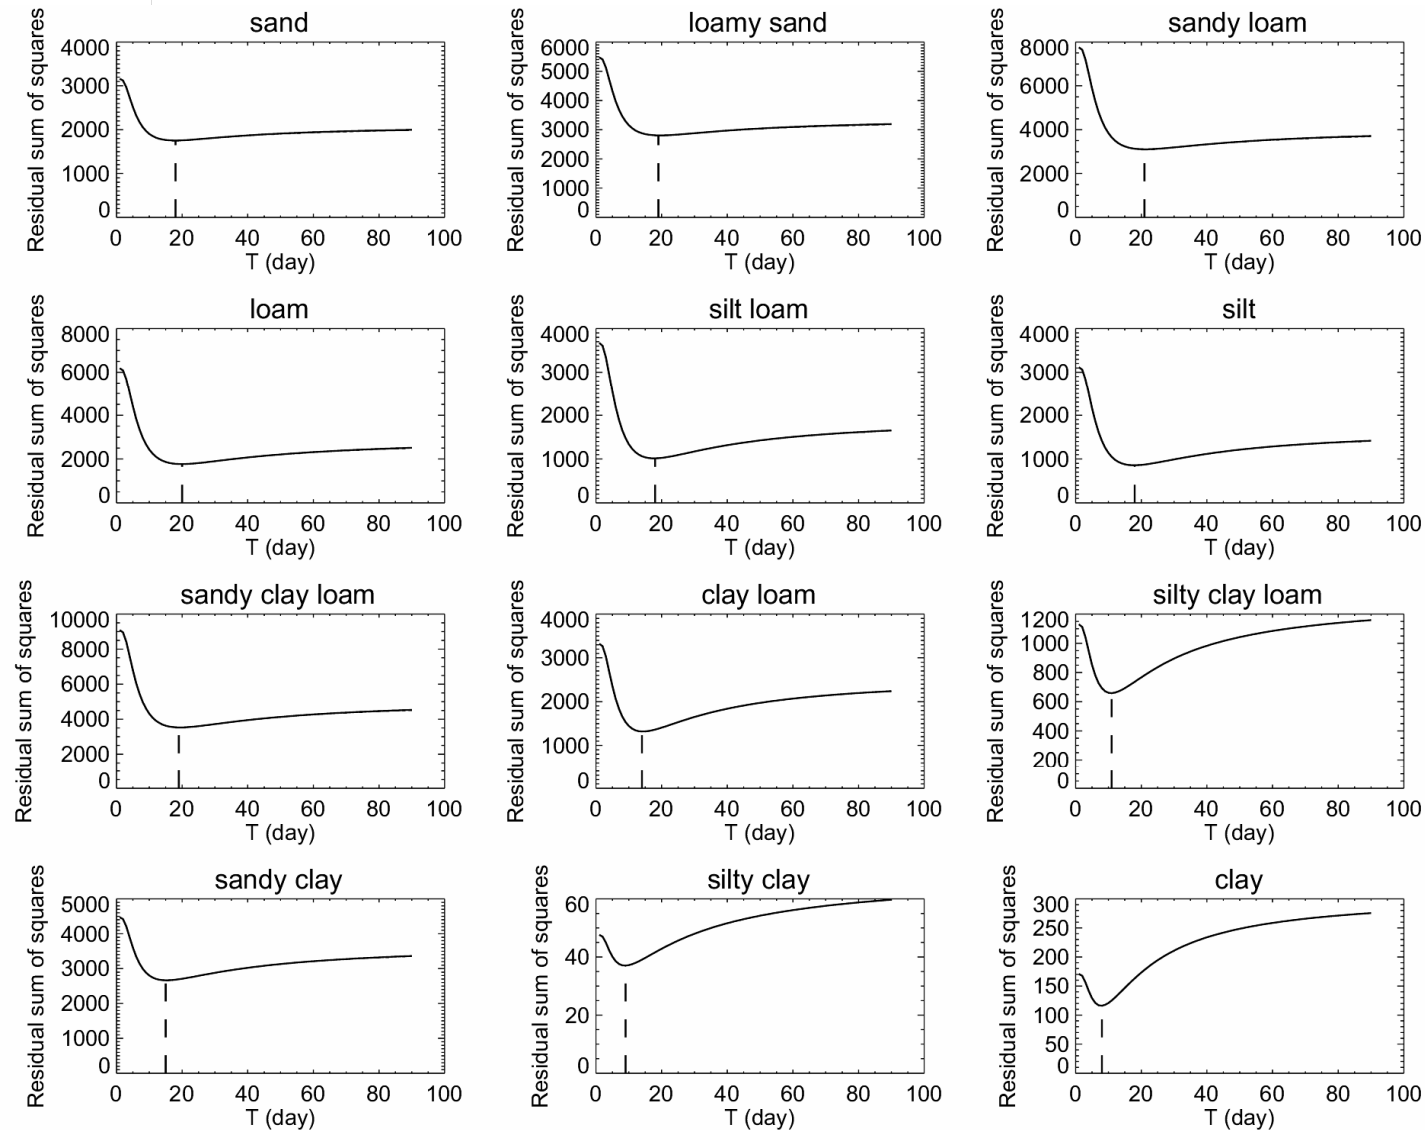 sand
Residual sum of squares
4000
3000
2000
1000
0
0 20 40 60 80 100
T (day)
loamy sand
Residual sum of squares
6000
5000
4000
3000
2000
1000
0
0 20 40 60 80 100
T (day)
sandy loam
Residual sum of squares
8000
6000
4000
2000
0
0 20 40 60 80 100
T (day)
loam
Residual sum of squares
8000
6000
4000
2000
0
0 20 40 60 80 100
T (day)
silt loam
Residual sum of squares
4000
3000
2000
1000
0
0 20 40 60 80 100
T (day)
silt
Residual sum of squares
4000
3000
2000
1000
0
0 20 40 60 80 100
T (day)
sandy clay loam
Residual sum of squares
10000
8000
6000
4000
2000
0
0 20 40 60 80 100
T (day)
clay loam
Residual sum of squares
4000
3000
2000
1000
0
0 20 40 60 80 100
T (day)
silty clay loam
Residual sum of squares
1200
1000
800
600
400
200
0
0 20 40 60 80 100
T (day)
sandy clay
Residual sum of squares
5000
4000
3000
2000
1000
0
0 20 40 60 80 100
T (day)
silty clay
Residual sum of squares
60
40
20
0
0 20 40 60 80 100
T (day)
clay
Residual sum of squares
300
250
200
150
100
50
0
0 20 40 60 80 100
T (day)